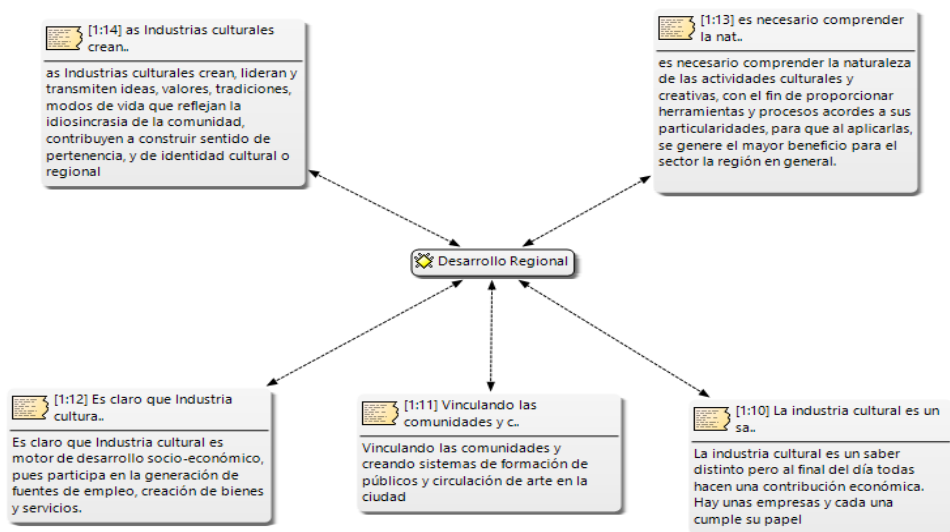 [1:14] as Industrias culturales
crean..
as Industrias culturales crean, lideran y
transmiten ideas, valores, tradiciones,
modos de vida que reflejan la
idiosincrasia de la comunidad,
contribuyen a construir sentido de
pertenencia, y de identidad cultural o
regional
[1:13] es necesario comprender
la nat..
es necesario comprender la naturaleza
de las actividades culturales y
creativas, con el fin de proporcionar
herramientas y procesos acordes a sus
particularidades, para que al aplicarlas,
se genere el mayor beneficio para el
sector la región en general.
Desarrollo Regional
[1:12] Es claro que Industria
cultura..
Es claro que Industria cultural es
motor de desarrollo socio-económico,
pues participa en la generación de
fuentes de empleo, creación de bienes
y servicios.
[1:11] Vinculando las
comunidades y c..
Vinculando las comunidades y
creando sistemas de formación de
públicos y circulación de arte en la
ciudad
[1:10] La industria cultural es un
sa..
La industria cultural es un saber
distinto pero al final del día todas
hacen una contribución económica.
Hay unas empresas y cada una
cumple su papel